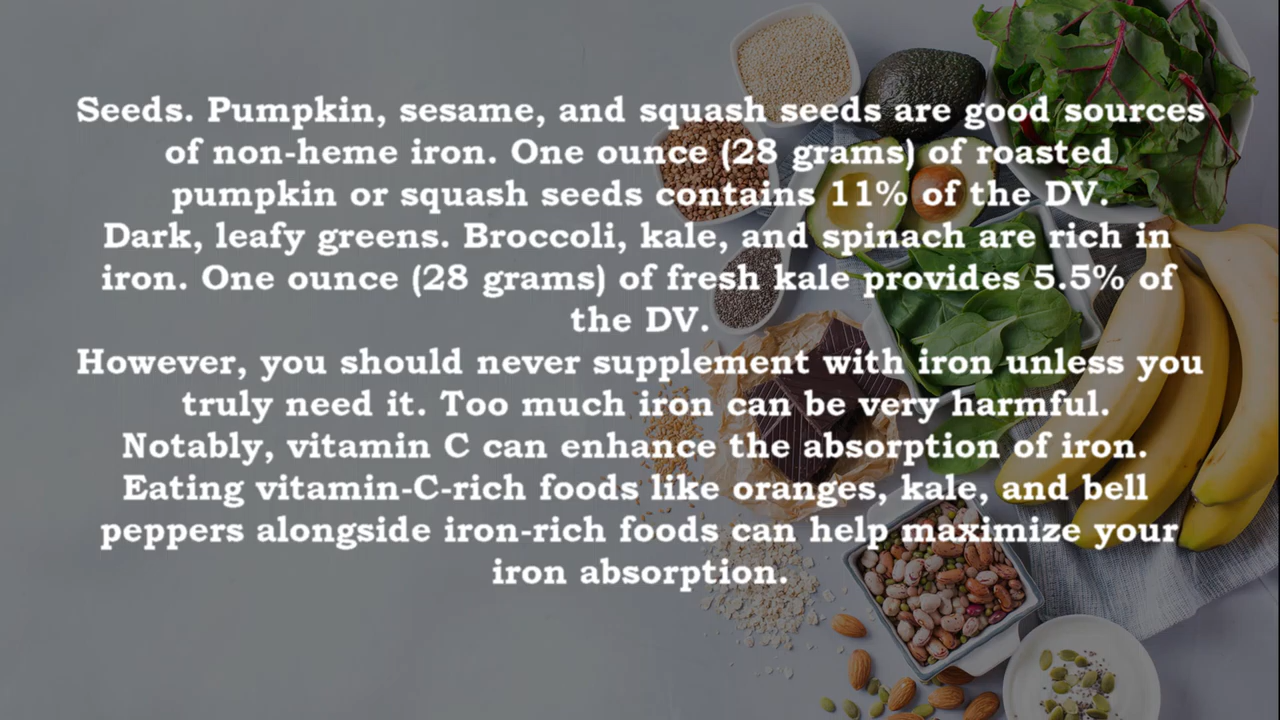 Seeds. Pumpkin, sesame, and squash seeds are good sources
of non-heme iron. One ounce (28 grams) of roasted
pumpkin or squash seeds contains 11% of the DV.
Dark, leafy greens. Broccoli, kale, and spinach are rich in
iron. One ounce (28 grams) of fresh kale provides 5.5% of
the DV.
However, you should never supplement with iron unless you
truly need it. Too much iron can be very harmful.
Notably, vitamin C can enhance the absorption of iron.
Eating vitamin-C-rich foods like oranges, kale, and bell
peppers alongside iron-rich foods can help maximize your
iron absorption.